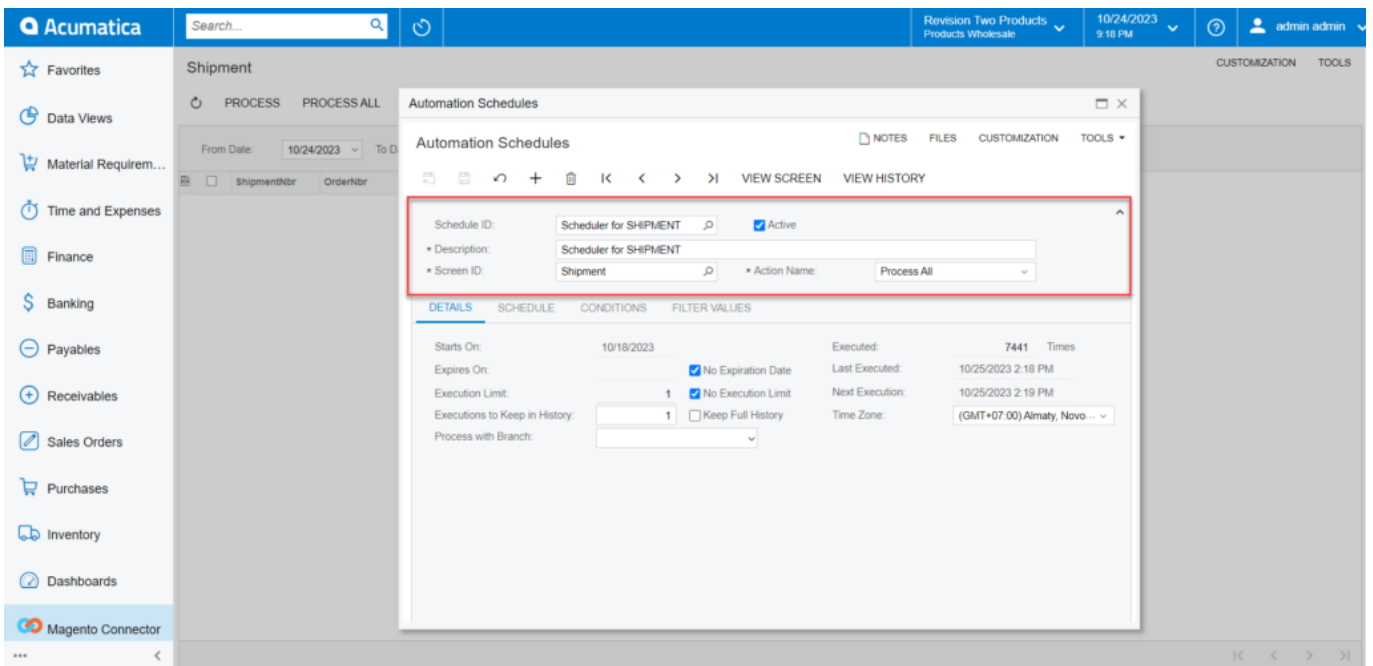 Acumatica
Search...
Revision Two Products
Products Wholesale
10/24/2023
9:18 PM
admin admin
Favorites
Data Views
Material Requirem...
Time and Expenses
Finance
Banking
Payables
Receivables
Sales Orders
Purchases
Inventory
Dashboards
Magento Connector
Shipment
CUSTOMIZATION TOOLS
PROCESS PROCESS ALL
From Date: 10/24/2023 To D
ShipmentNbr OrderNbr
Automation Schedules
Automation Schedules
NOTES FILES CUSTOMIZATION TOOLS
VIEW SCREEN VIEW HISTORY
Schedule ID: Scheduler for SHIPMENT Active
* Description: Scheduler for SHIPMENT
* Screen ID: Shipment * Action Name: Process All
DETAILS SCHEDULE CONDITIONS FILTER VALUES
Starts On: 10/18/2023 Executed: 7441 Times
Expires On: No Expiration Date Last Executed: 10/25/2023 2:18 PM
Execution Limit: 1 No Execution Limit Next Execution: 10/25/2023 2:19 PM
Executions to Keep in History: 1 Keep Full History Time Zone: (GMT+07:00) Almaty, Novo...
Process with Branch: